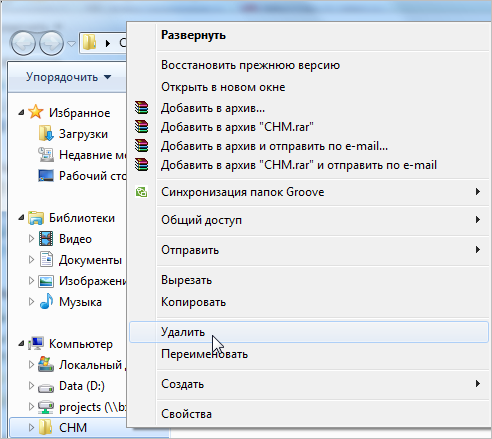 С
Упорядочить
Избранное
Загрузки
Недавние ме
Рабочий сто
Библиотеки
Видео
Документы
Изображени
Музыка
Компьютер
Локальный д
Data (D:)
projects (\\b
CHM
Развернуть
Восстановить прежнюю версию
Открыть в новом окне
Добавить в архив...
Добавить в архив "CHM.rar"
Добавить в архив и отправить по e-mail...
Добавить в архив "CHM.rar" и отправить по e-mail
Синхронизация папок Groove
Общий доступ
Отправить
Вырезать
Копировать
Удалить
Переименовать
Создать
Свойства